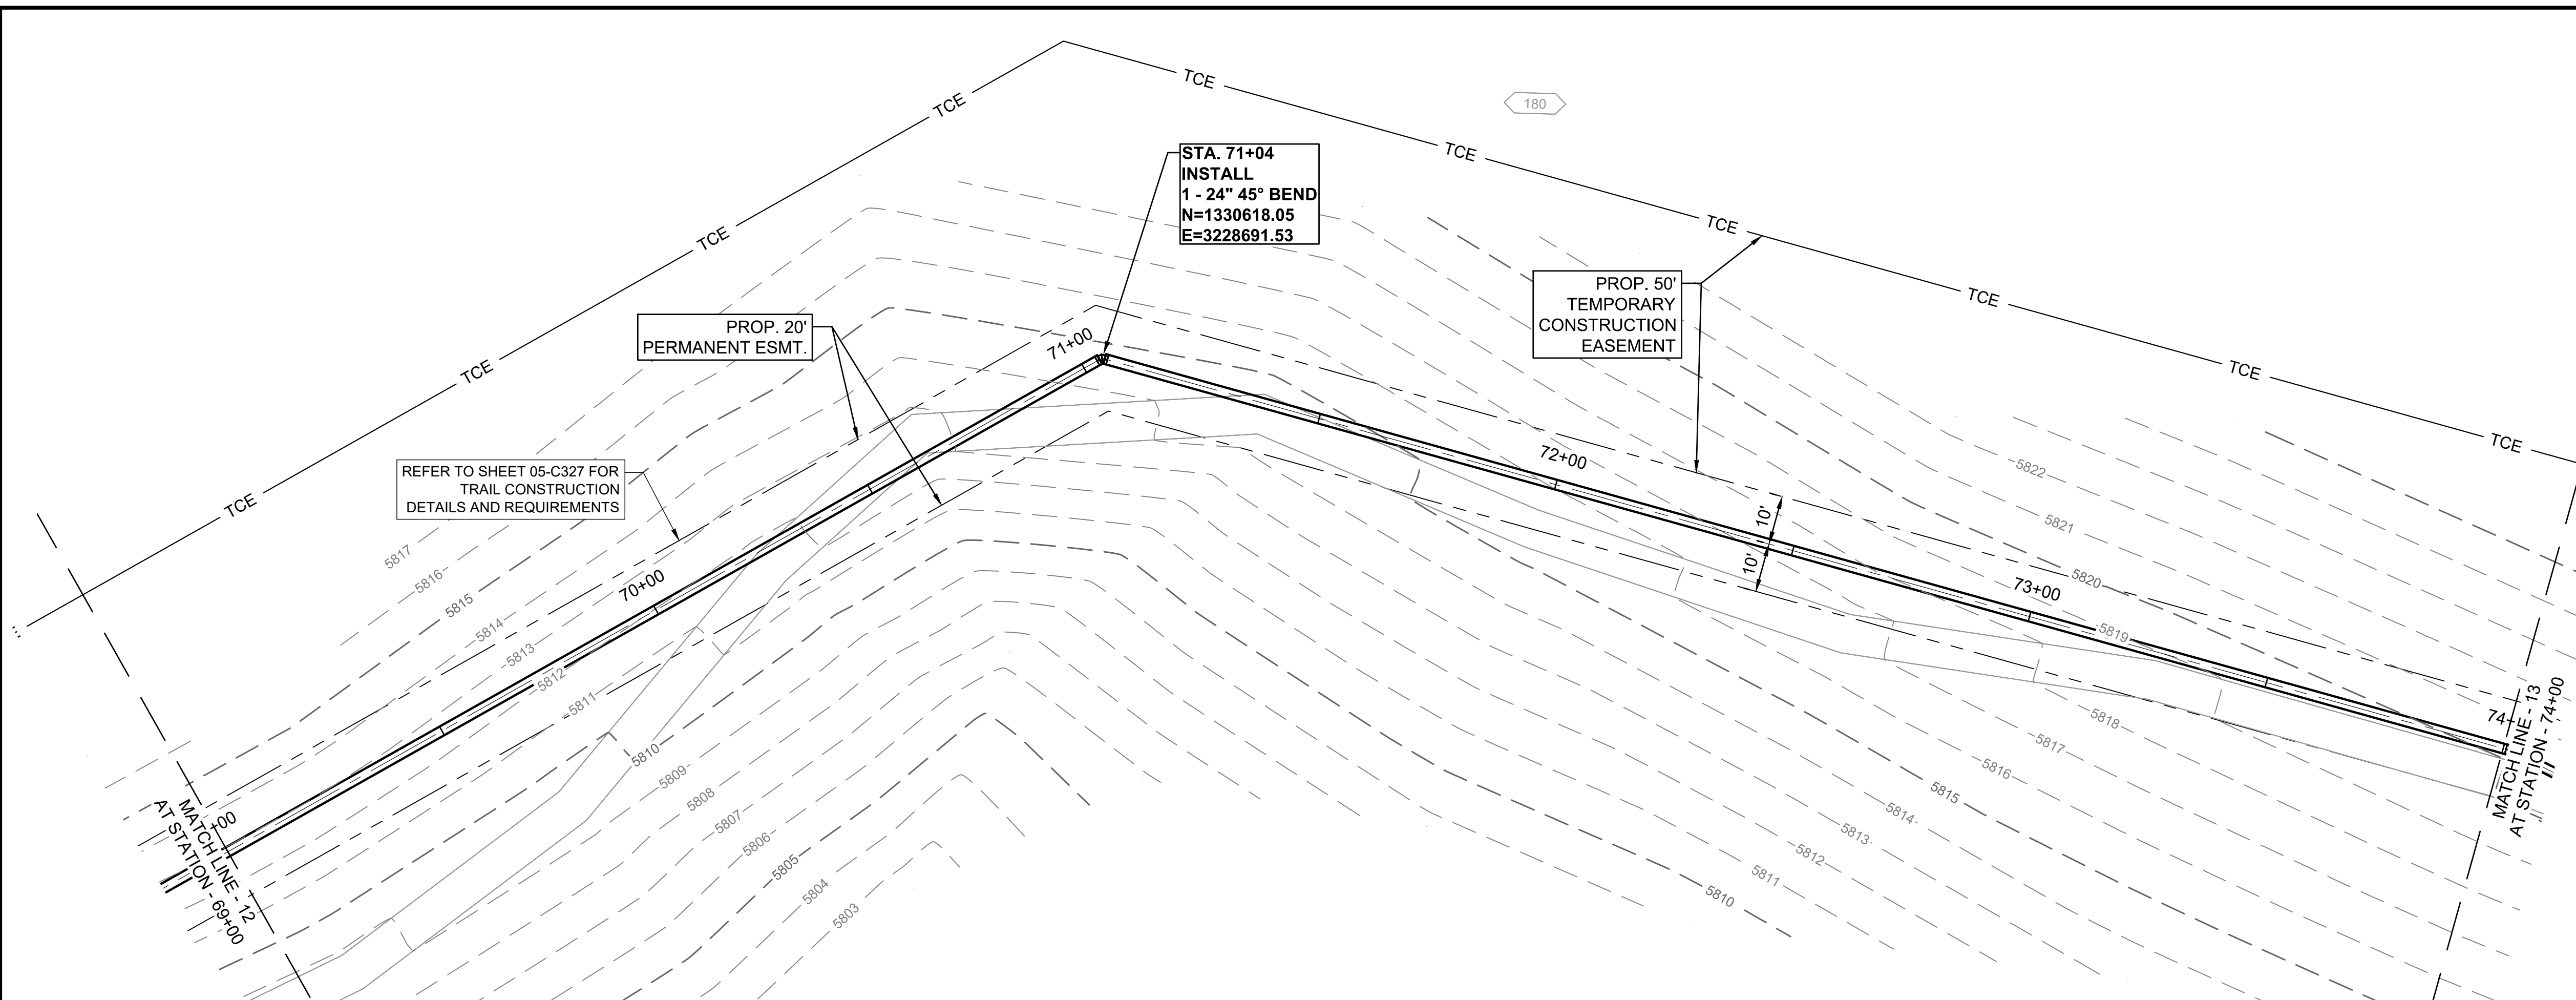 TCE
TCE
TCE
TCE
TCE
TCE
TCE
TCE
TCE
TCE
180
STA. 71+04
INSTALL
1 - 24" 45° BEND
N=1330618.05
E=3228691.53
PROP. 50'
TEMPORARY
CONSTRUCTION
EASEMENT
PROP. 20'
PERMANENT ESMT.
REFER TO SHEET 05-C327 FOR
TRAIL CONSTRUCTION
DETAILS AND REQUIREMENTS
+00
70+00
71+00
72+00
73+00
74+
10'
10'
5817
5816
5815
5814
5813
5812
5811
5810
5809
5808
5807
5806
5805
5804
5803
5822
5821
5820
5819
5818
5817
5816
5815
5814
5813
5812
5811
5810
MATCH LINE - 12
AT STATION - 69+00
MATCH LINE - 13
AT STATION - 74+00